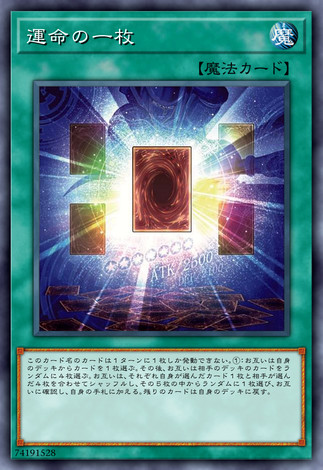 運命の一枚
魔
【魔法カード】
ATK/2500
このカード名のカードは1ターンに1枚しか発動できない。①:お互いは自身
のデッキからカードを1枚選ぶ。その後、お互いは相手のデッキのカードをラ
ンダムに4枚選ぶ。お互いは、それぞれ自身が選んだカード1枚と相手が選
んだ4枚を合わせてシャッフルし、その5枚の中からランダムに1枚選び、お互
いに確認し、自身の手札に加える。残りのカードは自身のデッキに戻す。
74191528